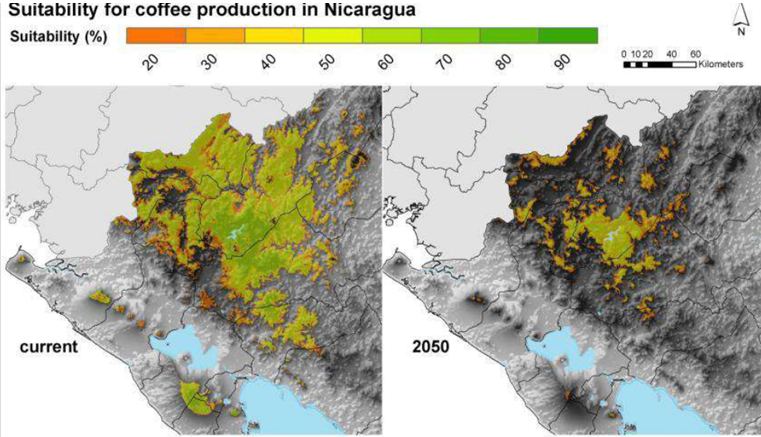 Suitability for coffee production in Nicaragua
Suitability (%)
20 30 40 50 60 70 80 90
N
0 10 20 40 60
Kilometers
current
2050